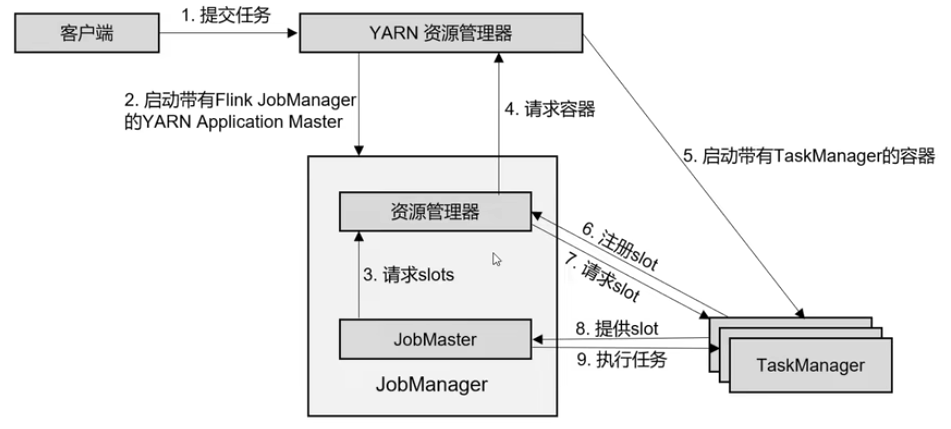 1. 提交任务
客户端
YARN 资源管理器
2. 启动带有Flink JobManager
的YARN Application Master
4. 请求容器
5. 启动带有TaskManager的容器
资源管理器
6. 注册slot
7. 请求slot
3. 请求slots
8. 提供slot
JobMaster
9. 执行任务
TaskManager
JobManager